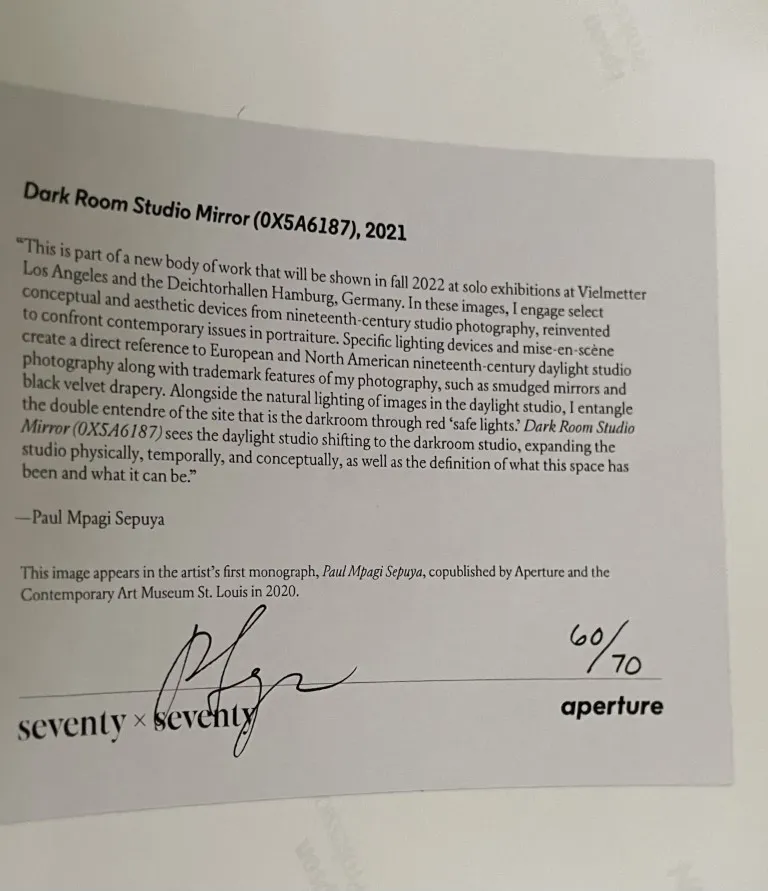 Dark Room Studio Mirror (0X5A6187), 2021
“This is part of a new body of work that will be shown in fall 2022 at solo exhibitions at Vielmetter
Los Angeles and the Deichtorhallen Hamburg, Germany. In these images, I engage select
conceptual and aesthetic devices from nineteenth-century studio photography, reinvented
to confront contemporary issues in portraiture. Specific lighting devices and mise-en-scène
create a direct reference to European and North American nineteenth-century daylight studio
photography along with trademark features of my photography, such as smudged mirrors and
black velvet drapery. Alongside the natural lighting of images in the daylight studio, I entangle
the double entendre of the site that is the darkroom through red ‘safe lights.’ Dark Room Studio
Mirror (0X5A6187) sees the daylight studio shifting to the darkroom studio, expanding the
studio physically, temporally, and conceptually, as well as the definition of what this space has
been and what it can be.”
—Paul Mpagi Sepuya
This image appears in the artist’s first monograph, Paul Mpagi Sepuya, copublished by Aperture and the
Contemporary Art Museum St. Louis in 2020.
60/70
seventy × seventy
aperture